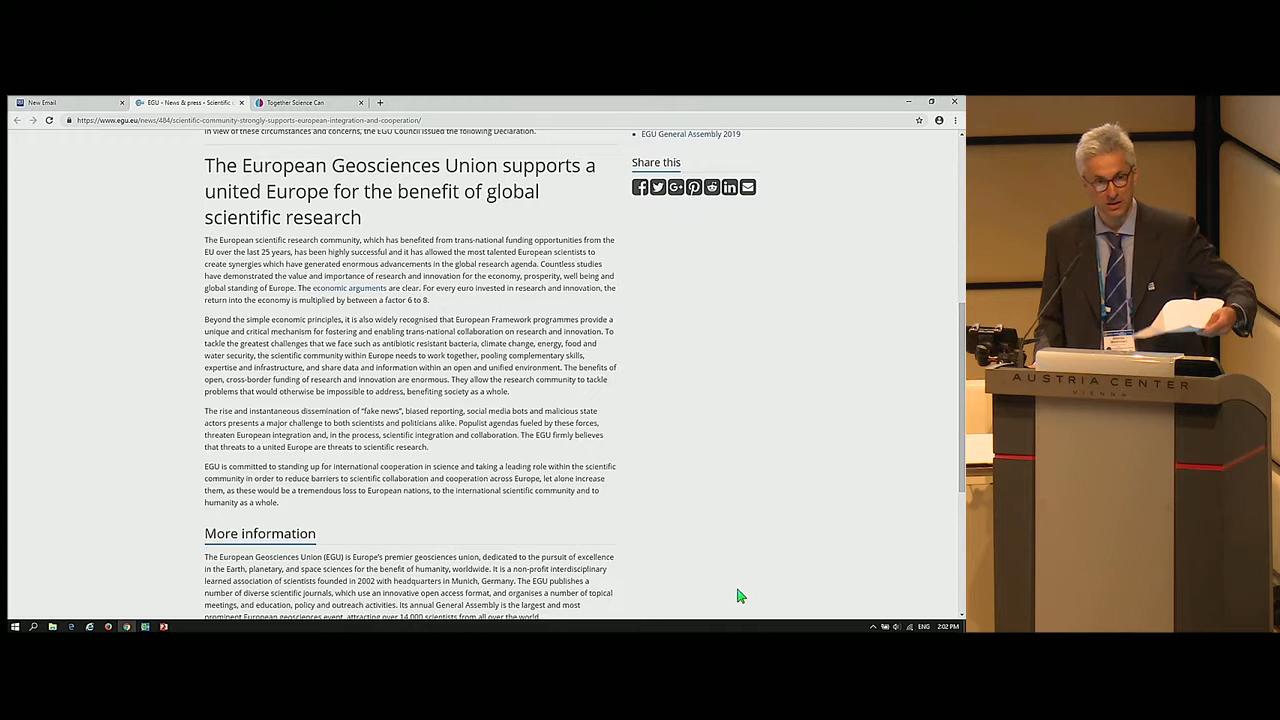 New Email
EGU - News & press - Scientific
Together Science Can
https://www.egu.eu/news/484/scientific-community-strongly-supports-european-integration-and-cooperation/
in view of these circumstances and concerns, the EGU Council issued the following Declaration.
The European Geosciences Union supports a
united Europe for the benefit of global
scientific research
The European scientific research community, which has benefited from trans-national funding opportunities from the
EU over the last 25 years, has been highly successful and it has allowed the most talented European scientists to
create synergies which have generated enormous advancements in the global research agenda. Countless studies
have demonstrated the value and importance of research and innovation for the economy, prosperity, well being and
global standing of Europe. The economic arguments are clear. For every euro invested in research and innovation, the
return into the economy is multiplied by between a factor 6 to 8.
Beyond the simple economic principles, it is also widely recognised that European Framework programmes provide a
unique and critical mechanism for fostering and enabling trans-national collaboration on research and innovation. To
tackle the greatest challenges that we face such as antibiotic resistant bacteria, climate change, energy, food and
water security, the scientific community within Europe needs to work together, pooling complementary skills,
expertise and infrastructure, and share data and information within an open and unified environment. The benefits of
open, cross-border funding of research and innovation are enormous. They allow the research community to tackle
problems that would otherwise be impossible to address, benefiting society as a whole.
The rise and instantaneous dissemination of "fake news", biased reporting, social media bots and malicious state
actors presents a major challenge to both scientists and politicians alike. Populist agendas fueled by these forces,
threaten European integration and, in the process, scientific integration and collaboration. The EGU firmly believes
that threats to a united Europe are threats to scientific research.
EGU is committed to standing up for international cooperation in science and taking a leading role within the scientific
community in order to reduce barriers to scientific collaboration and cooperation across Europe, let alone increase
them, as these would be a tremendous loss to European nations, to the international scientific community and to
humanity as a whole.
More information
The European Geosciences Union (EGU) is Europe's premier geosciences union, dedicated to the pursuit of excellence
in the Earth, planetary, and space sciences for the benefit of humanity, worldwide. It is a non-profit interdisciplinary
learned association of scientists founded in 2002 with headquarters in Munich, Germany. The EGU publishes a
number of diverse scientific journals, which use an innovative open access format, and organises a number of topical
meetings, and education, policy and outreach activities. Its annual General Assembly is the largest and most
prominent European geosciences event, attracting over 14,000 scientists from all over the world.
EGU General Assembly 2019
Share this
ENG
2:02 PM
AUSTRIA CENTER
VIENNA